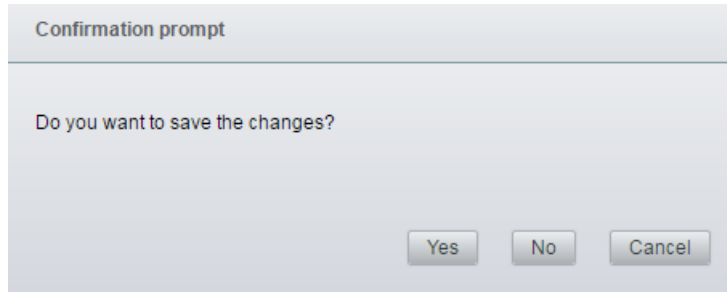 Confirmation prompt
Do you want to save the changes?
Yes No Cancel